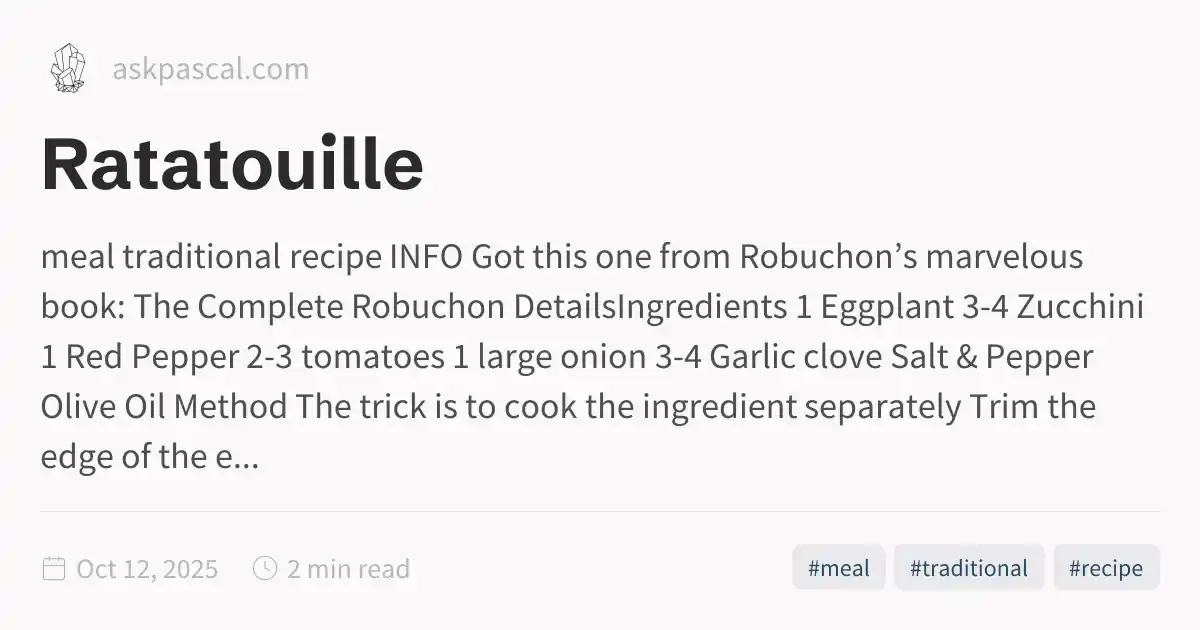 askpascal.com
Ratatouille
meal traditional recipe INFO Got this one from Robuchon’s marvelous
book: The Complete Robuchon DetailsIngredients 1 Eggplant 3-4 Zucchini
1 Red Pepper 2-3 tomatoes 1 large onion 3-4 Garlic clove Salt & Pepper
Olive Oil Method The trick is to cook the ingredient separately Trim the
edge of the e...
Oct 12, 2025 2 min read #meal #traditional #recipe